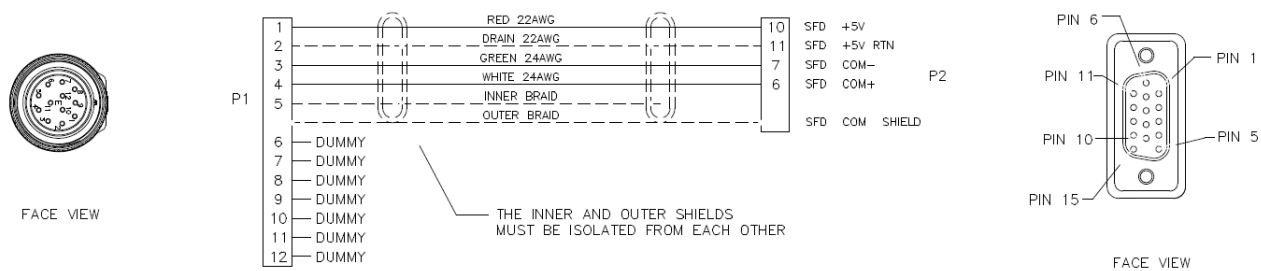 FACE VIEW
P1
1 RED 22AWG 10 SFD +5V
2 DRAIN 22AWG 11 SFD +5V RTN
3 GREEN 24AWG 7 SFD COM-
4 WHITE 24AWG 6 SFD COM+
5 INNER BRAID
OUTER BRAID SFD COM SHIELD
P2
6 DUMMY
7 DUMMY
8 DUMMY
9 DUMMY
10 DUMMY
11 DUMMY
12 DUMMY
THE INNER AND OUTER SHIELDS
MUST BE ISOLATED FROM EACH OTHER
PIN 6
PIN 1
PIN 11
PIN 10
PIN 5
PIN 15
FACE VIEW